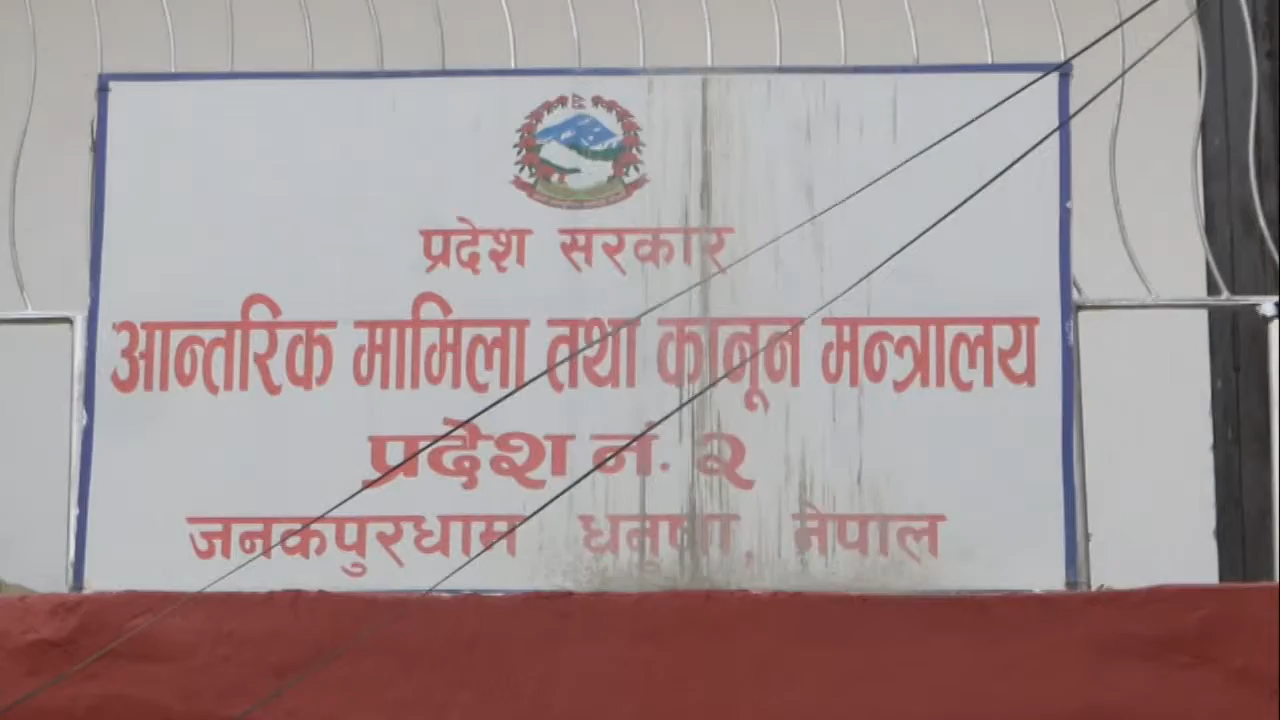 प्रदेश सरकार
आन्तरिक मामिला तथा कानून मन्त्रालय
प्रदेश नं. २
जनकपुरधाम धनुषा, नेपाल